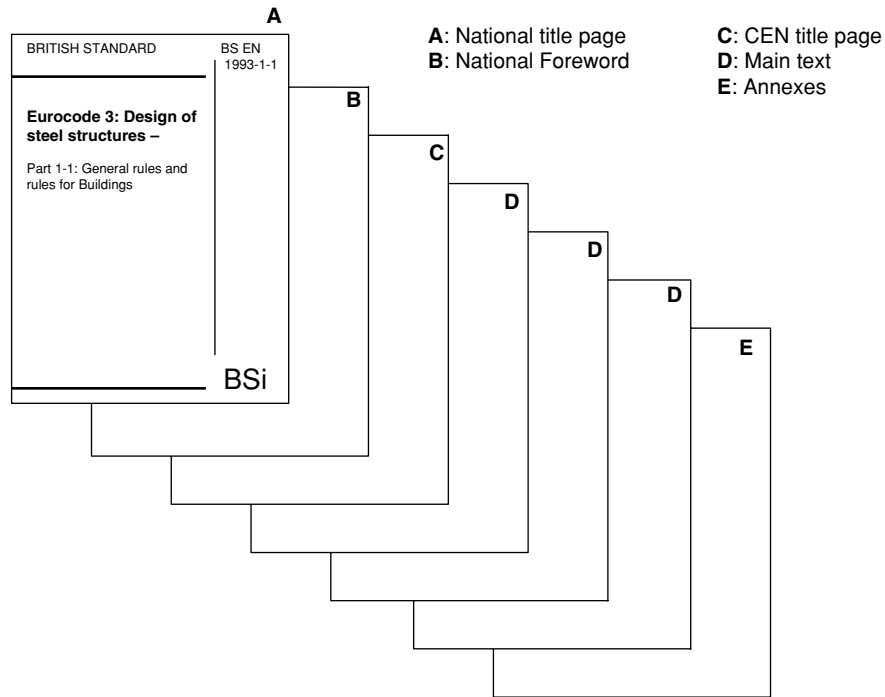 A
BRITISH STANDARD
BS EN
1993-1-1
Eurocode 3: Design of
steel structures –
Part 1-1: General rules and
rules for Buildings
BSi
A: National title page
B: National Foreword
C: CEN title page
D: Main text
E: Annexes
B
C
D
D
D
E